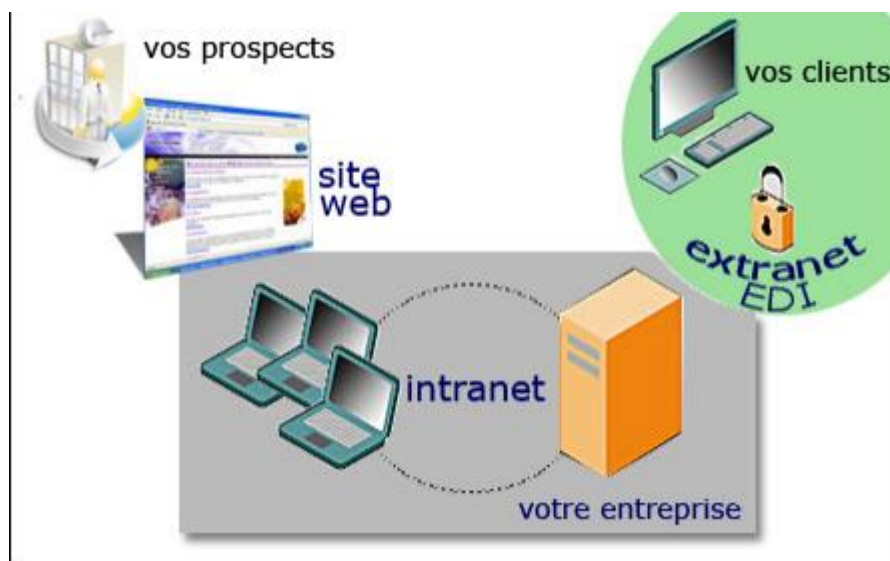 vos prospects
vos clients
site
web
extranet
EDI
intranet
votre entreprise